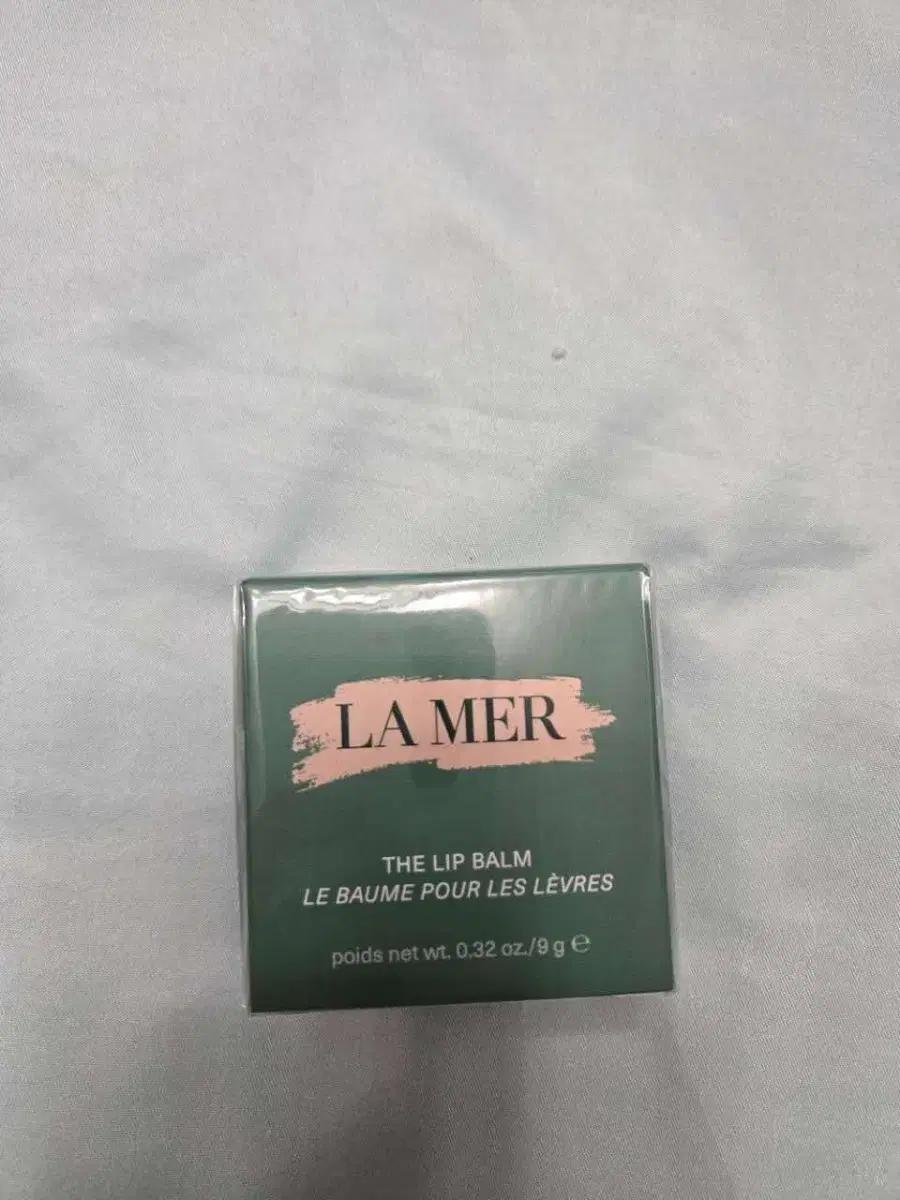 LA MER
THE LIP BALM
LE BAUME POUR LES LÈVRES
poids net wt. 0.32 oz./9 g ℮